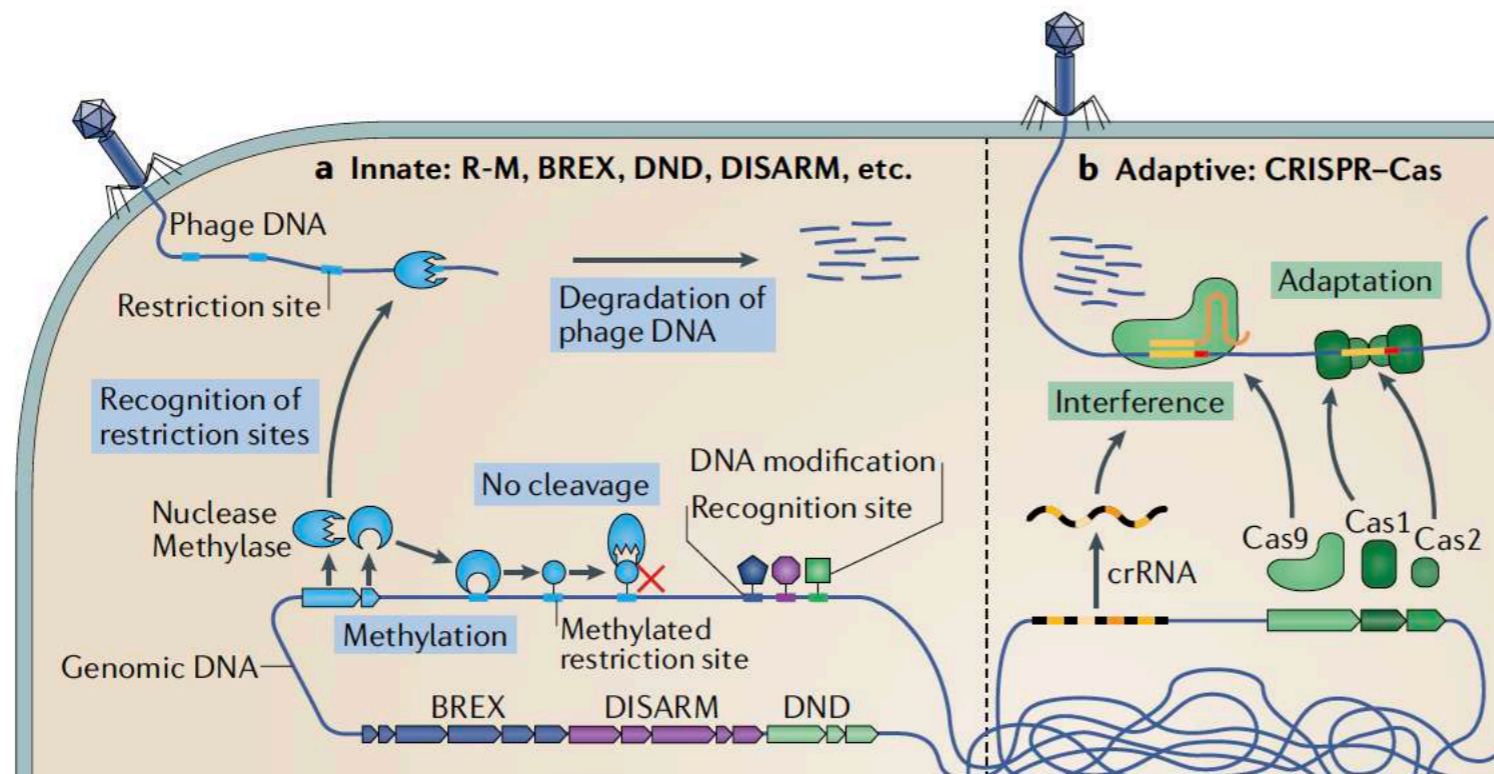 a Innate: R-M, BREX, DND, DISARM, etc.
Phage DNA
Restriction site
Degradation of
phage DNA
Recognition of
restriction sites
No cleavage
DNA modification
Recognition site
Nuclease
Methylase
Methylation
Methylated
restriction site
Genomic DNA
BREX
DISARM
DND
b Adaptive: CRISPR–Cas
Adaptation
Interference
Cas9
Cas1
Cas2
crRNA